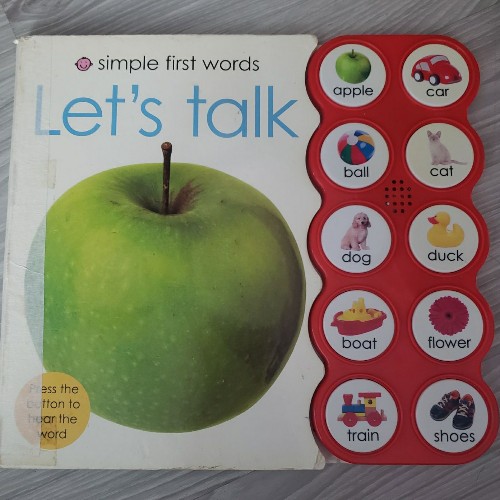 simple first words
Let's talk
Press the
button to
hear the
word
apple
car
ball
cat
dog
duck
boat
flower
train
shoes